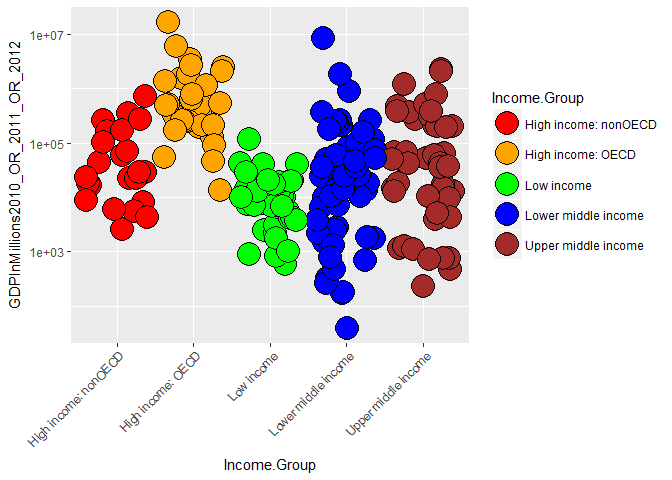 GDPInMillions2010_OR_2011_OR_2012
1e+07
1e+05
1e+03
High income: nonOECD
High income: OECD
Low income
Lower middle income
Upper middle income
Income.Group
Income.Group
High income: nonOECD
High income: OECD
Low income
Lower middle income
Upper middle income